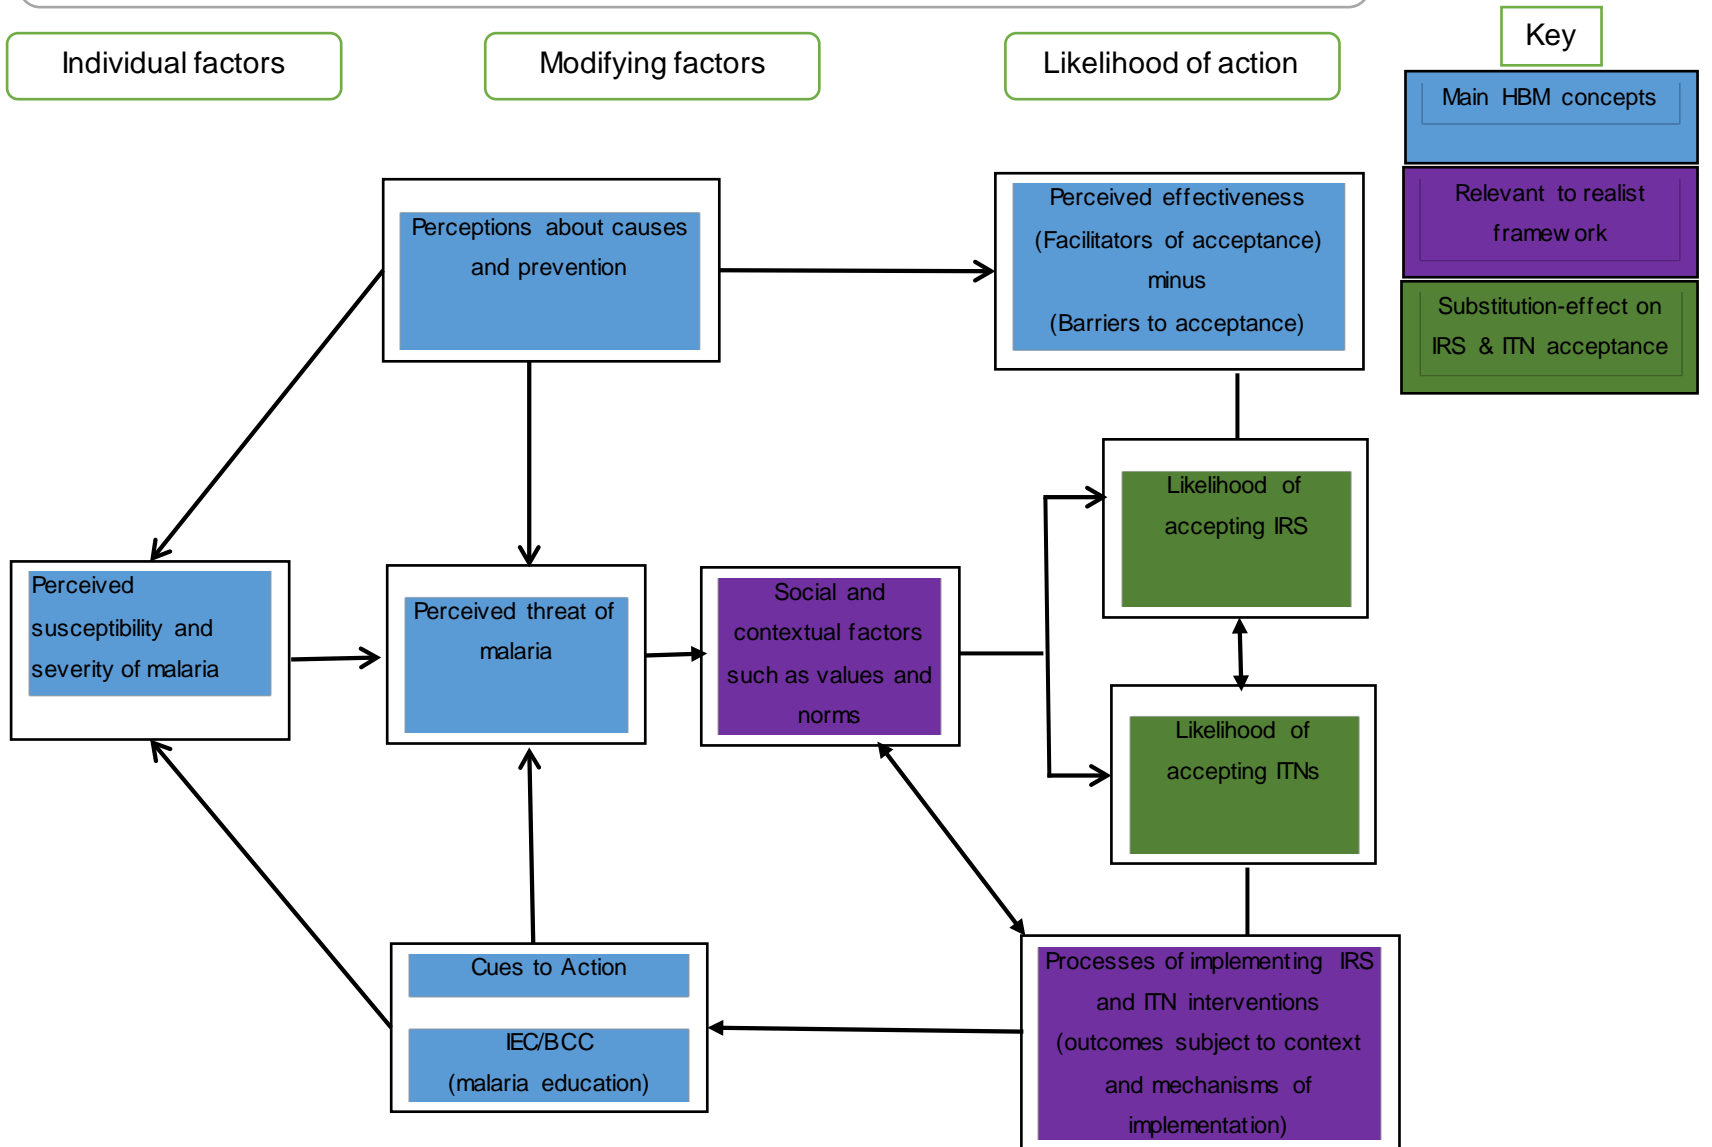 Individual factors
Modifying factors
Likelihood of action
Key
Main HBM concepts
Relevant to realist
framework
Substitution-effect on
IRS & ITN acceptance
Perceptions about causes
and prevention
Perceived effectiveness
(Facilitators of acceptance)
minus
(Barriers to acceptance)
Likelihood of
accepting IRS
Perceived
susceptibility and
severity of malaria
Perceived threat of
malaria
Social and
contextual factors
such as values and
norms
Likelihood of
accepting ITNs
Cues to Action
IEC/BCC
(malaria education)
Processes of implementing IRS
and ITN interventions
(outcomes subject to context
and mechanisms of
implementation)